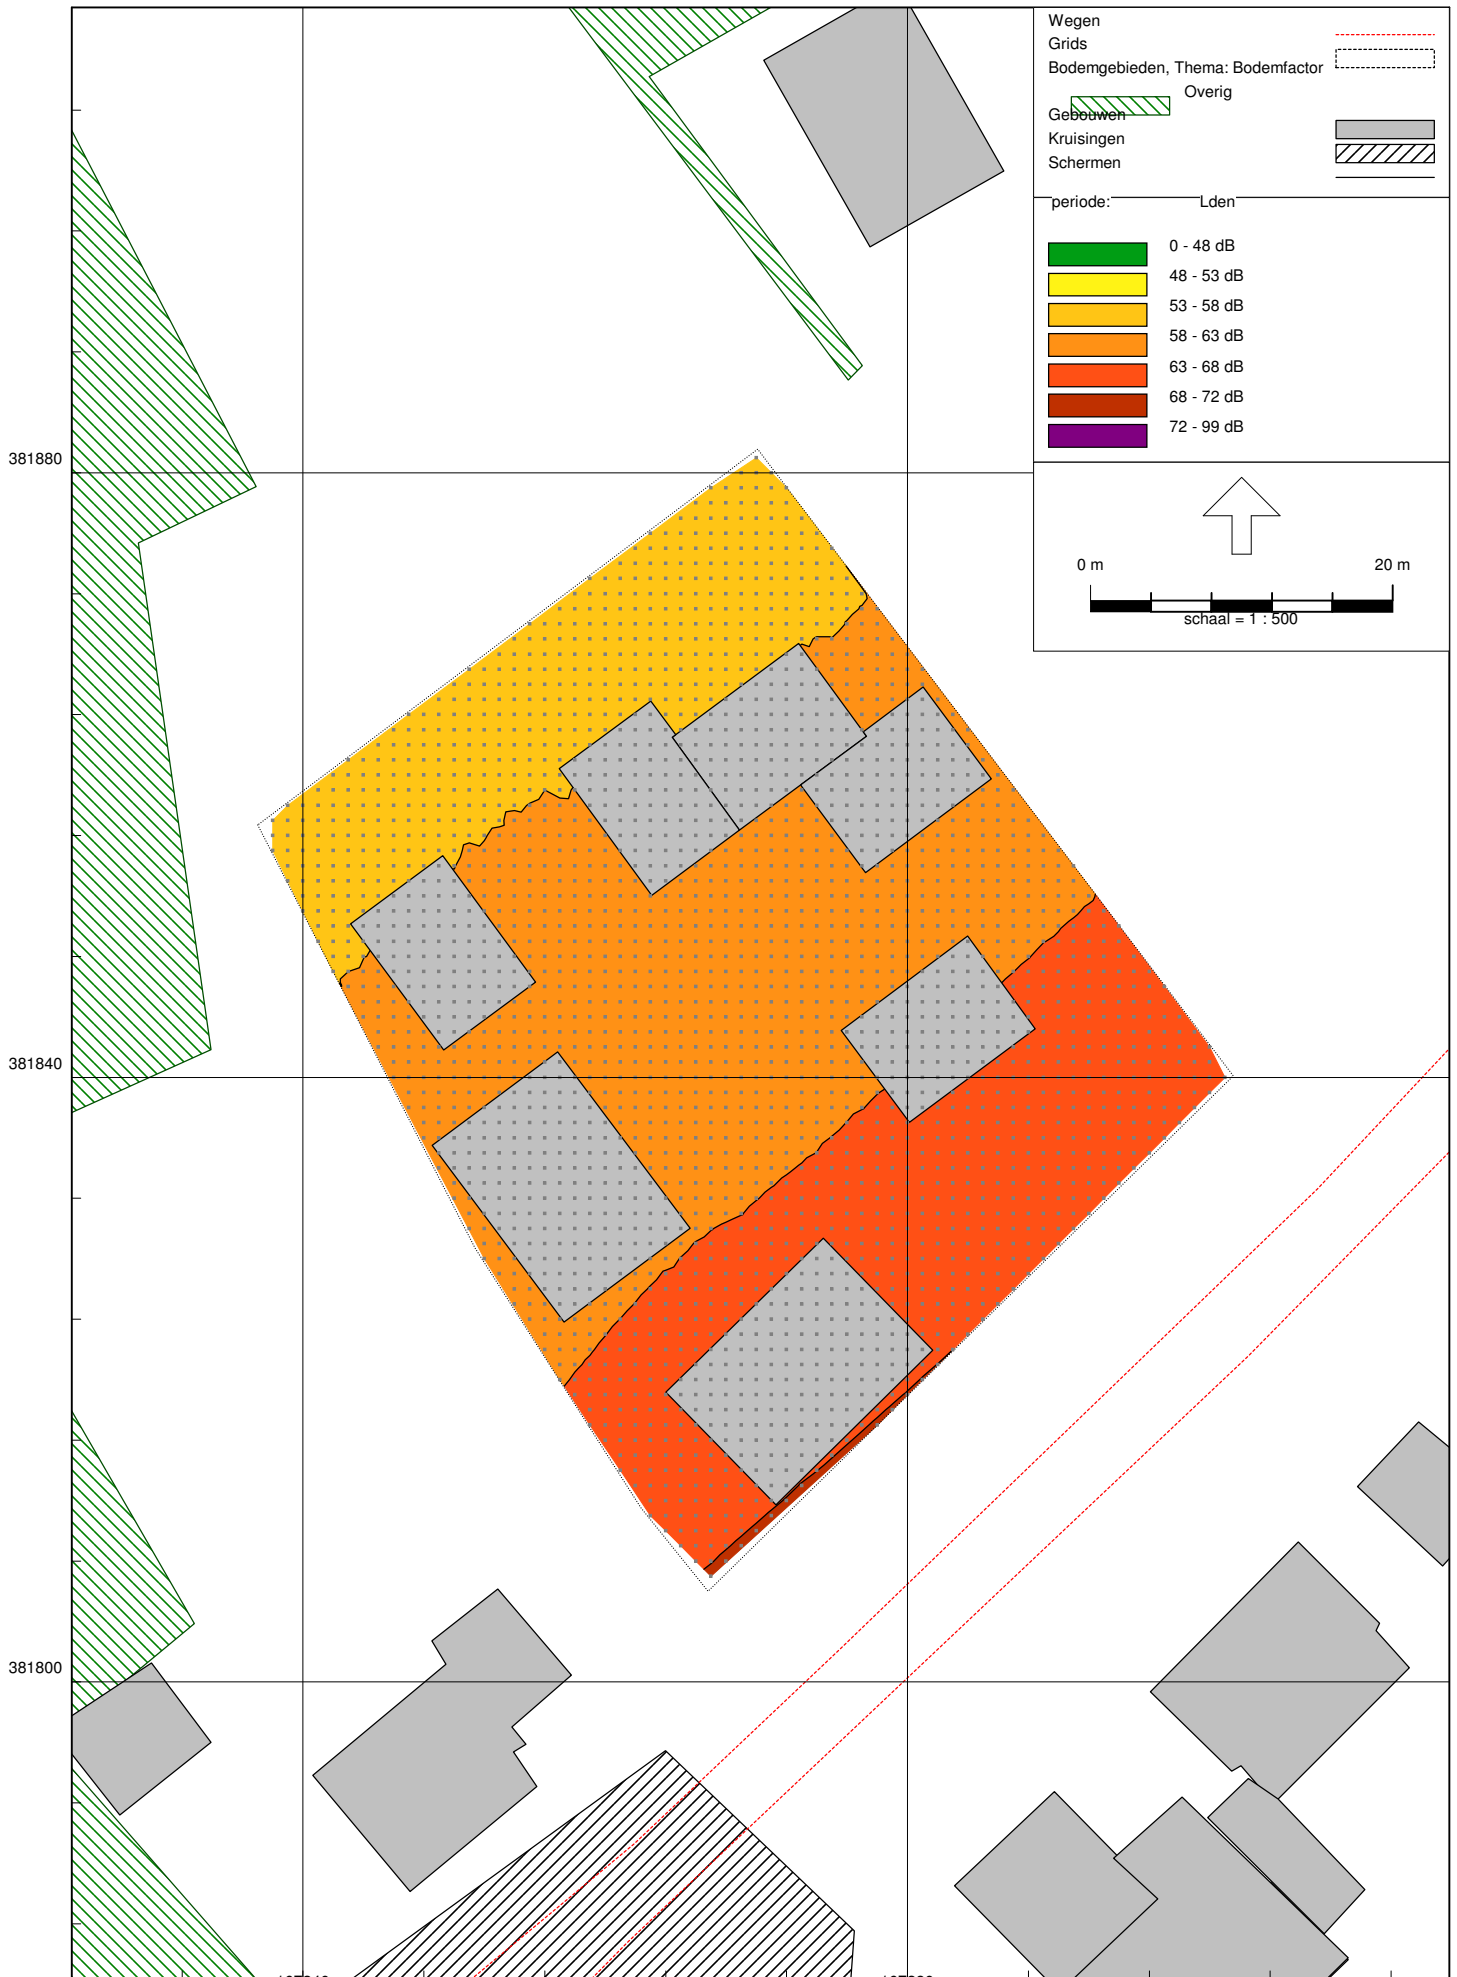 Wegen
Grids
Bodemgebieden, Thema: Bodemfactor
Overig
Gebouwen
Kruisingen
Schermen
periode: Lden
0 - 48 dB
48 - 53 dB
53 - 58 dB
58 - 63 dB
63 - 68 dB
68 - 72 dB
72 - 99 dB
381880
0 m 20 m
schaal = 1 : 500
381840
381800